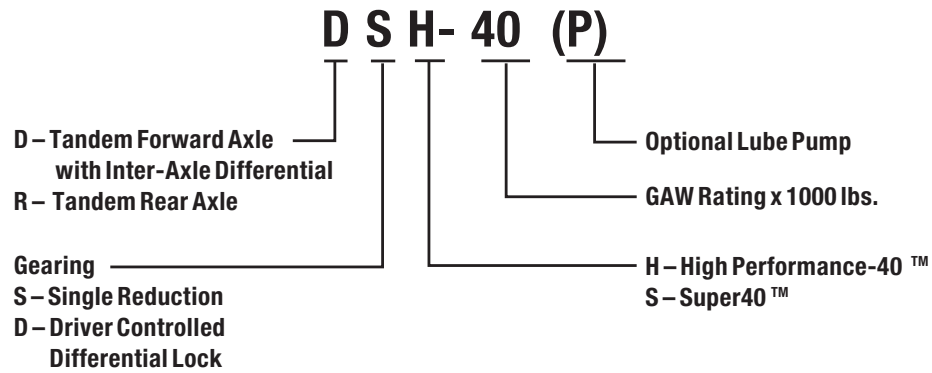 D S H- 40 (P)
D – Tandem Forward Axle
with Inter-Axle Differential
R – Tandem Rear Axle
Gearing
S – Single Reduction
D – Driver Controlled
Differential Lock
Optional Lube Pump
GAW Rating x 1000 lbs.
H – High Performance-40 ™
S – Super40 ™